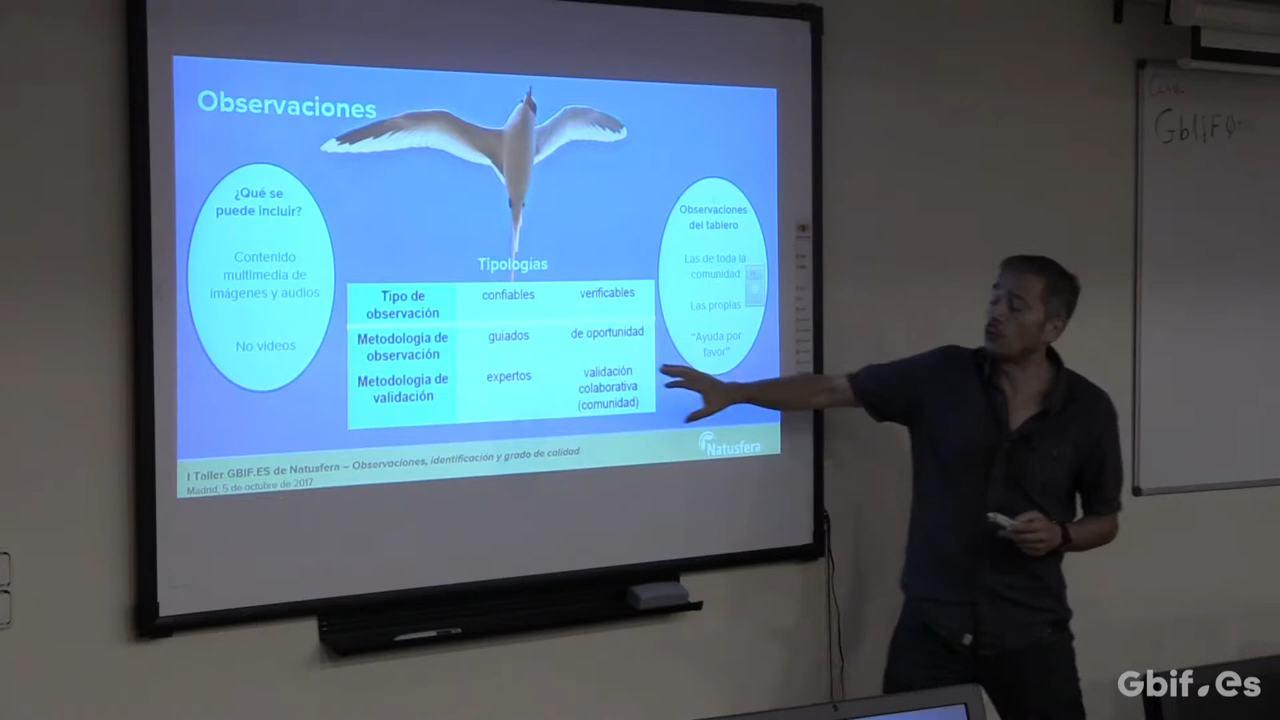 Observaciones
¿Qué se
puede incluir?
Contenido
multimedia de
imágenes y audios
No videos
Tipologías
Tipo de
observación
confiables
verificables
Metodologia de
observación
guiados
de oportunidad
Metodologia de
validación
expertos
validación
colaborativa
(comunidad)
Observaciones
del tablero
Las de toda la
comunidad
Las propias
"Ayuda por
favor"
Natusfera
I Taller GBIF.ES de Natusfera – Observaciones, identificación y grado de calidad
Madrid, 5 de octubre de 2017
Gbif.es